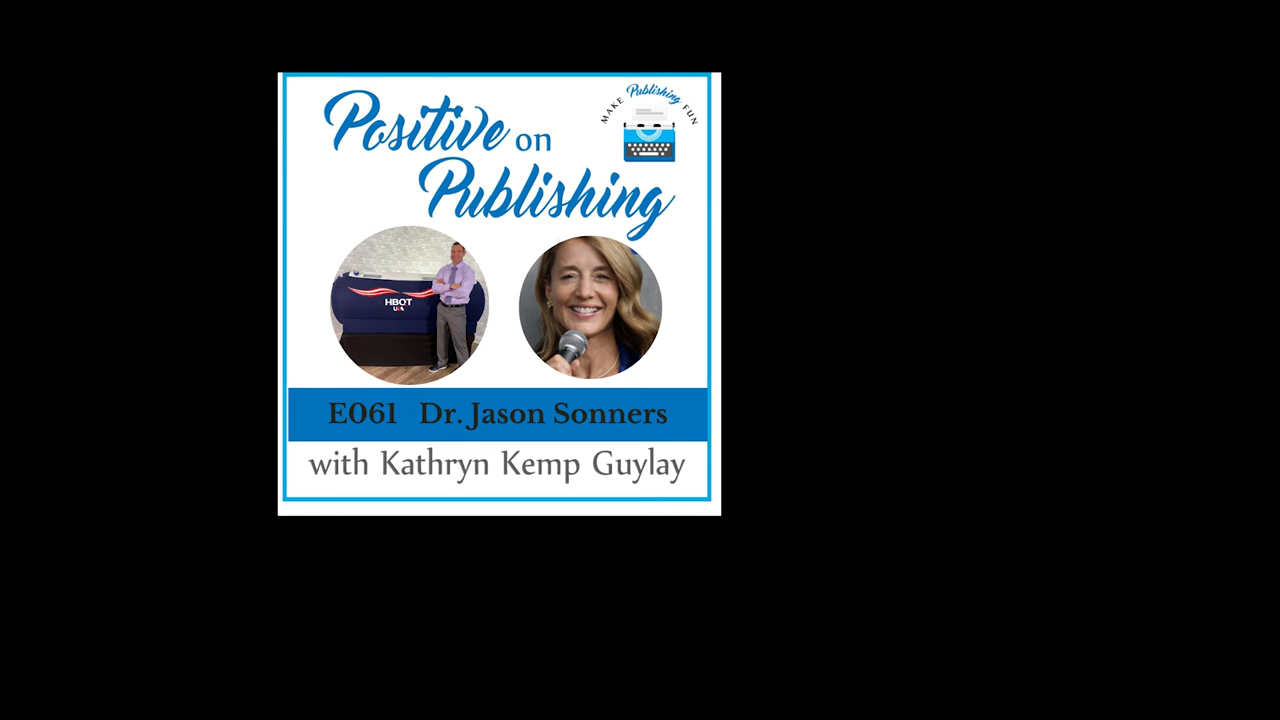 Positive on
Publishing
MAKE Publishing FUN
HBOT
USA
E061 Dr. Jason Sonners
with Kathryn Kemp Guylay